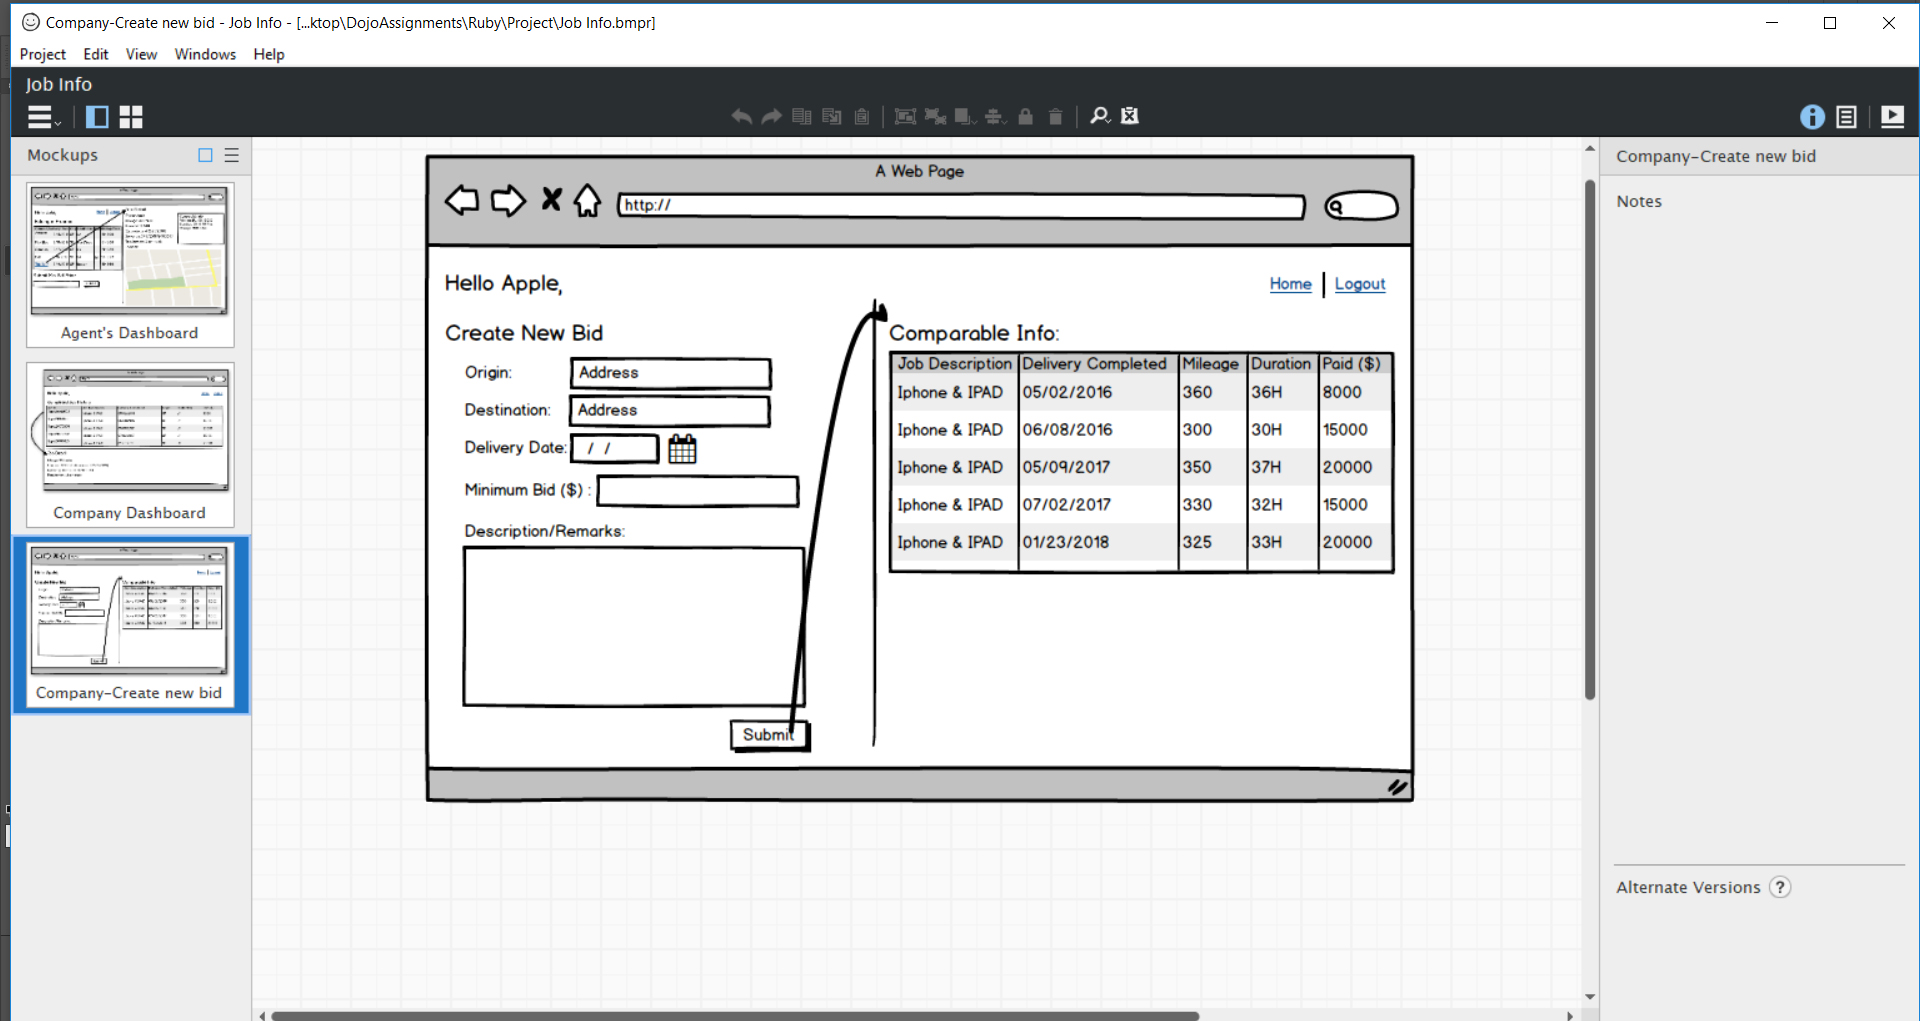 Company-Create new bid - Job Info - [...ktop\DojoAssignments\Ruby\Project\Job Info.bmpr]
Project Edit View Windows Help
Job Info
Mockups
Agent's Dashboard
Company Dashboard
Company-Create new bid
A Web Page
http://
Hello Apple,
Home | Logout
Create New Bid
Origin: Address
Destination: Address
Delivery Date: / /
Minimum Bid ($) :
Description/Remarks:
Submit
Comparable Info:
Job Description Delivery Completed Mileage Duration Paid ($)
Iphone & IPAD 05/02/2016 360 36H 8000
Iphone & IPAD 06/08/2016 300 30H 15000
Iphone & IPAD 05/09/2017 350 37H 20000
Iphone & IPAD 07/02/2017 330 32H 15000
Iphone & IPAD 01/23/2018 325 33H 20000
Company-Create new bid
Notes
Alternate Versions ?